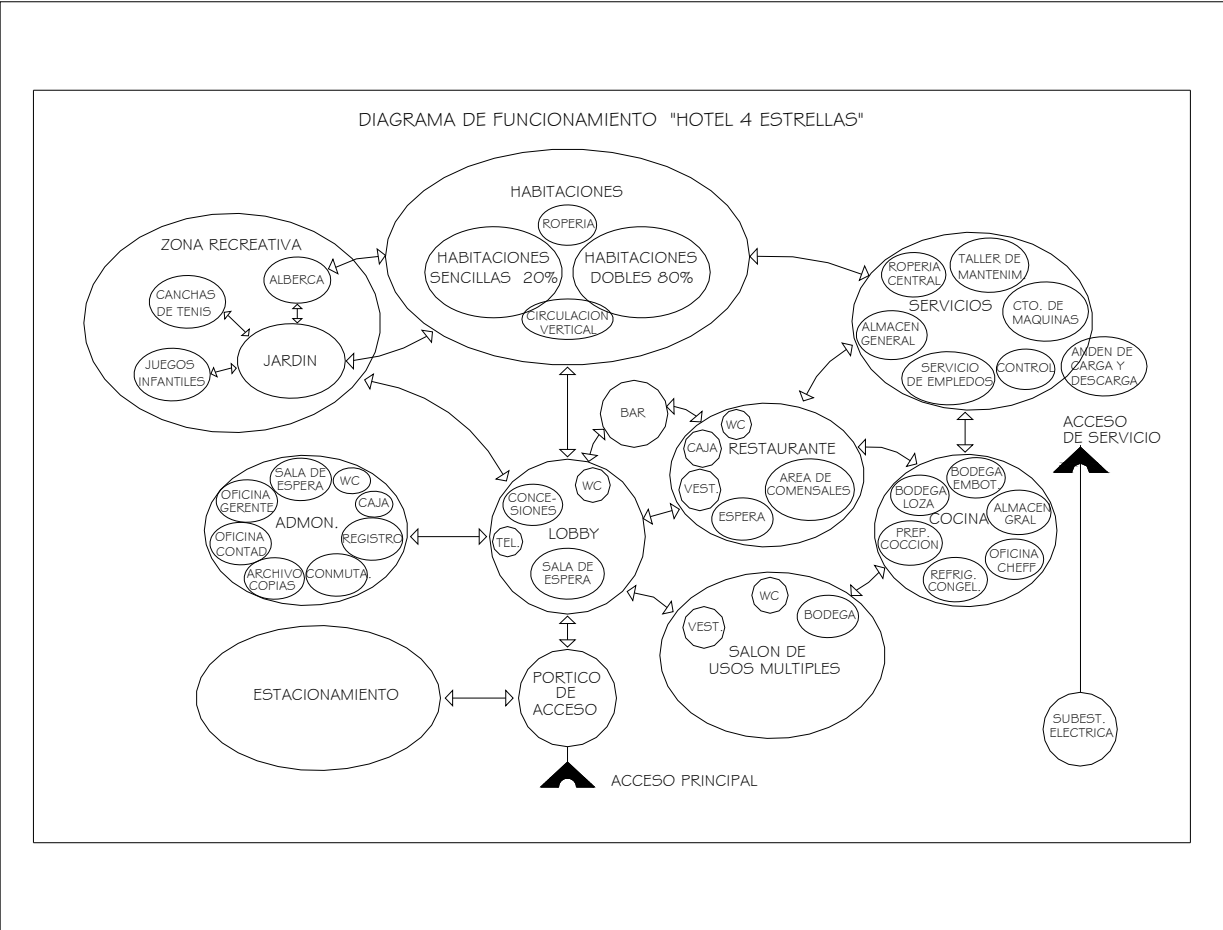 DIAGRAMA DE FUNCIONAMIENTO "HOTEL 4 ESTRELLAS"
HABITACIONES
ROPERIA
HABITACIONES
SENCILLAS 20%
HABITACIONES
DOBLES 80%
CIRCULACION
VERTICAL
ZONA RECREATIVA
ALBERCA
CANCHAS
DE TENIS
JARDIN
JUEGOS
INFANTILES
ROPERIA
CENTRAL
TALLER DE
MANTENIM.
SERVICIOS
CTO. DE
MAQUINAS
ALMACEN
GENERAL
SERVICIO
DE EMPLEDOS
CONTROL
ANDEN DE
CARGA Y
DESCARGA
ACCESO
DE SERVICIO
BAR
WC
CAJA
RESTAURANTE
VEST.
AREA DE
COMENSALES
ESPERA
SALA DE
ESPERA
WC
OFICINA
GERENTE
CAJA
ADMON.
OFICINA
CONTAD.
REGISTRO
ARCHIVO
COPIAS
CONMUTA.
WC
CONCE-
SIONES
LOBBY
TEL.
SALA DE
ESPERA
BODEGA
EMBOT.
BODEGA
LOZA
COCINA
ALMACEN
GRAL
PREP.
COCCION
OFICINA
CHEFF
REFRIG.
CONGEL.
WC
BODEGA
VEST.
SALON DE
USOS MULTIPLES
ESTACIONAMIENTO
PORTICO
DE
ACCESO
SUBEST.
ELECTRICA
ACCESO PRINCIPAL